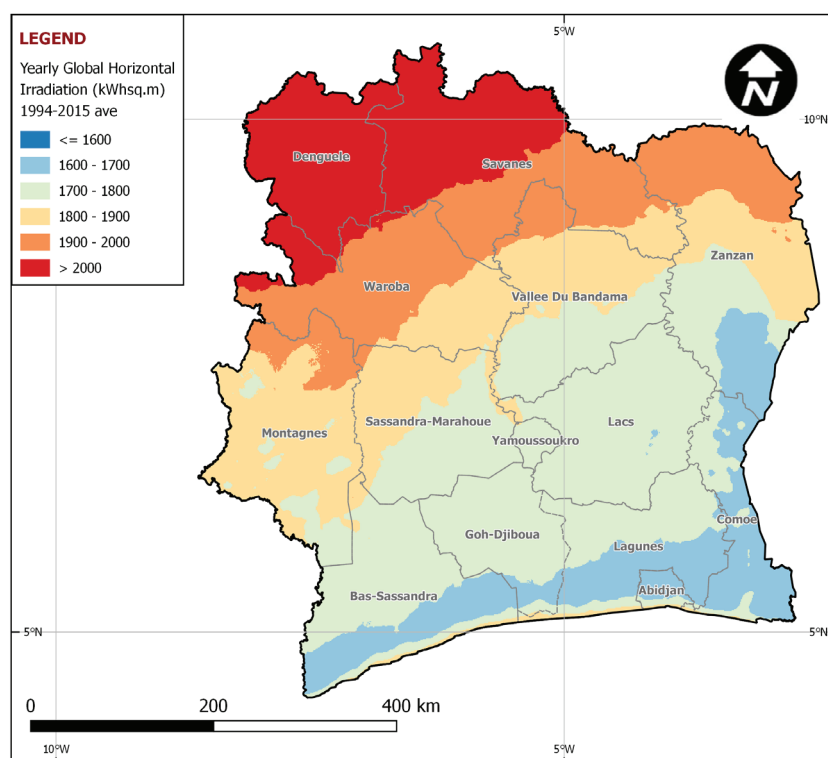 LEGEND
Yearly Global Horizontal
Irradiation (kWhsq.m)
1994-2015 ave
<= 1600
1600 - 1700
1700 - 1800
1800 - 1900
1900 - 2000
> 2000
5°W
N
10°N
Denguele
Savanes
Zanzan
Waroba
Vallee Du Bandama
Sassandra-Marahoue
Lacs
Montagnes
Yamoussoukro
Comoe
Goh-Djiboua
Lagunes
Bas-Sassandra
Abidjan
5°N
5°N
0
200
400 km
10°W
5°W